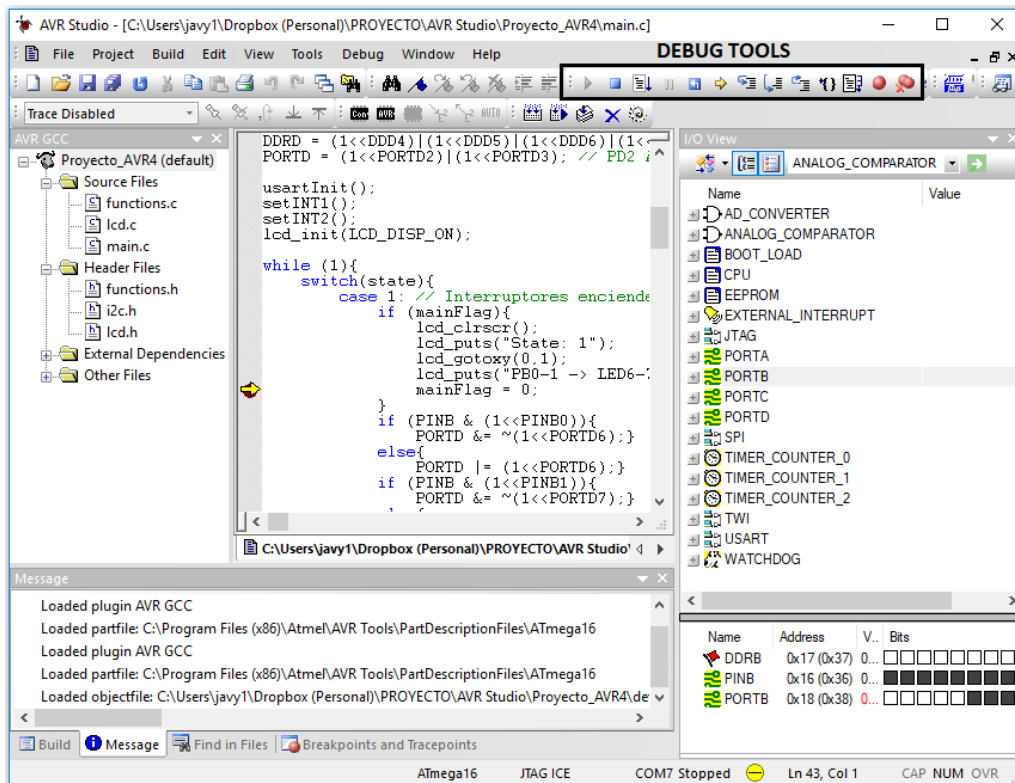 AVR Studio - [C:\Users\javy1\Dropbox (Personal)\PROYECTO\AVR Studio\Proyecto_AVR4\main.c]
File Project Build Edit View Tools Debug Window Help
DEBUG TOOLS
Trace Disabled
Con AVR AUTO
AVR GCC
Proyecto_AVR4 (default)
Source Files
functions.c
lcd.c
main.c
Header Files
functions.h
i2c.h
lcd.h
External Dependencies
Other Files
DDRD = (1<<DDD4)|(1<<DDD5)|(1<<DDD6)|(1<
PORTD = (1<<PORTD2)|(1<<PORTD3); // PD2
usartInit();
setINT1();
setINT2();
lcd_init(LCD_DISP_ON);
while (1){
switch(state){
case 1: // Interruptores enciende
if (mainFlag){
lcd_clrscr();
lcd_puts("State: 1");
lcd_gotoxy(0,1);
lcd_puts("PB0-1 -> LED6-7
mainFlag = 0;
}
if (PINB & (1<<PINB0)){
PORTD &= ~(1<<PORTD6);}
else{
PORTD |= (1<<PORTD6);}
if (PINB & (1<<PINB1)){
PORTD &= ~(1<<PORTD7);}
C:\Users\javy1\Dropbox (Personal)\PROYECTO\AVR Studio\
I/O View
ANALOG_COMPARATOR
Name Value
AD_CONVERTER
ANALOG_COMPARATOR
BOOT_LOAD
CPU
EEPROM
EXTERNAL_INTERRUPT
JTAG
PORTA
PORTB
PORTC
PORTD
SPI
TIMER_COUNTER_0
TIMER_COUNTER_1
TIMER_COUNTER_2
TWI
USART
WATCHDOG
Message
Loaded plugin AVR GCC
Loaded partfile: C:\Program Files (x86)\Atmel\AVR Tools\PartDescriptionFiles\ATmega16
Loaded plugin AVR GCC
Loaded partfile: C:\Program Files (x86)\Atmel\AVR Tools\PartDescriptionFiles\ATmega16
Loaded objectfile: C:\Users\javy1\Dropbox (Personal)\PROYECTO\AVR Studio\Proyecto_AVR4\de
Build Message Find in Files Breakpoints and Tracepoints
Name Address V.. Bits
DDRB 0x17 (0x37) 0...
PINB 0x16 (0x36) 0...
PORTB 0x18 (0x38) 0...
ATmega16 JTAG ICE COM7 Stopped Ln 43, Col 1 CAP NUM OVR